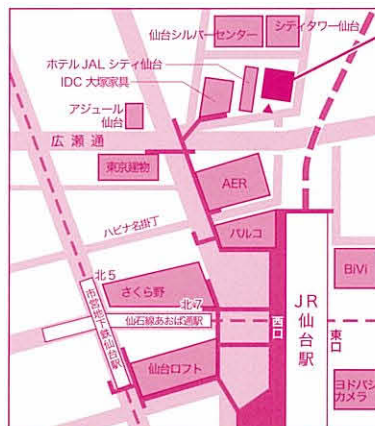 仙台シルバーセンター
シティタワー仙台
ホテルJALシティ仙台
IDC 大塚家具
アジュール
仙台
広瀬通
東京建物
AER
ハピナ名掛丁
パルコ
北5
さくら野
北7
市営地下鉄仙台駅
仙石線あおば通駅
西口
JR
仙台駅
東口
BiVi
仙台ロフト
ヨドバシ
カメラ